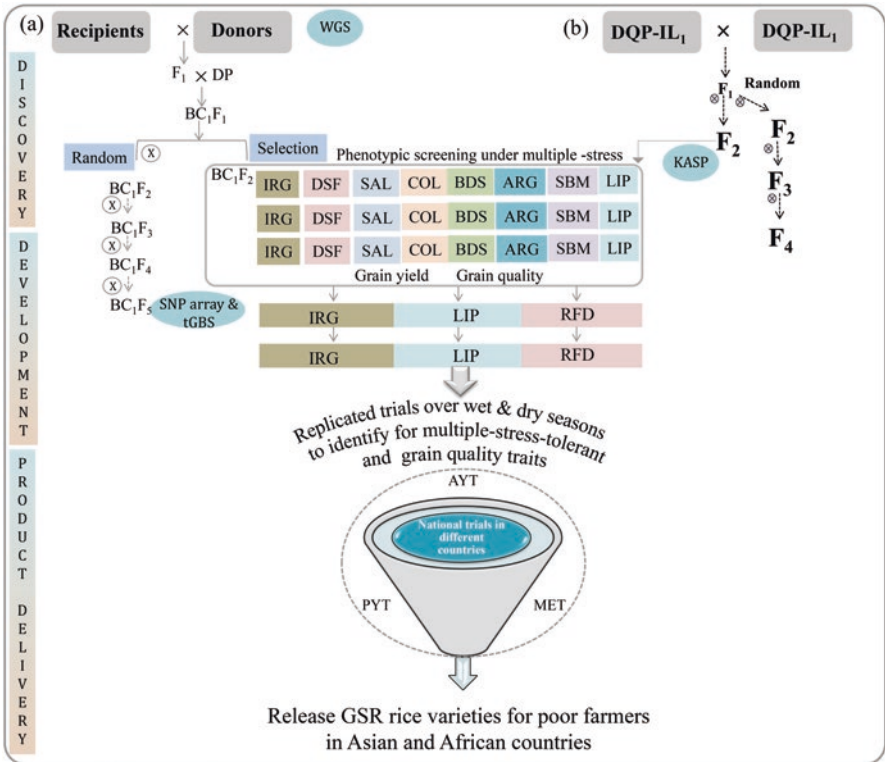 (a)
Recipients × Donors
WGS
F1 × DP
BC1F1
Random
X
Selection
BC1F2
X
BC1F3
X
BC1F4
X
BC1F5
SNP array &
tGBS
Phenotypic screening under multiple -stress
BC1F2
IRG DSF SAL COL BDS ARG SBM LIP
IRG DSF SAL COL BDS ARG SBM LIP
IRG DSF SAL COL BDS ARG SBM LIP
Grain yield Grain quality
IRG LIP RFD
IRG LIP RFD
(b)
DQP-IL1 × DQP-IL1
F1
Random
F2
KASP
F2
F3
F4
Replicated trials over wet & dry seasons
to identify for multiple-stress-tolerant
and grain quality traits
AYT
National trials in
different
countries
PYT
MET
Release GSR rice varieties for poor farmers
in Asian and African countries
DISCOVERY
DEVELOPMENT
PRODUCT DELIVERY